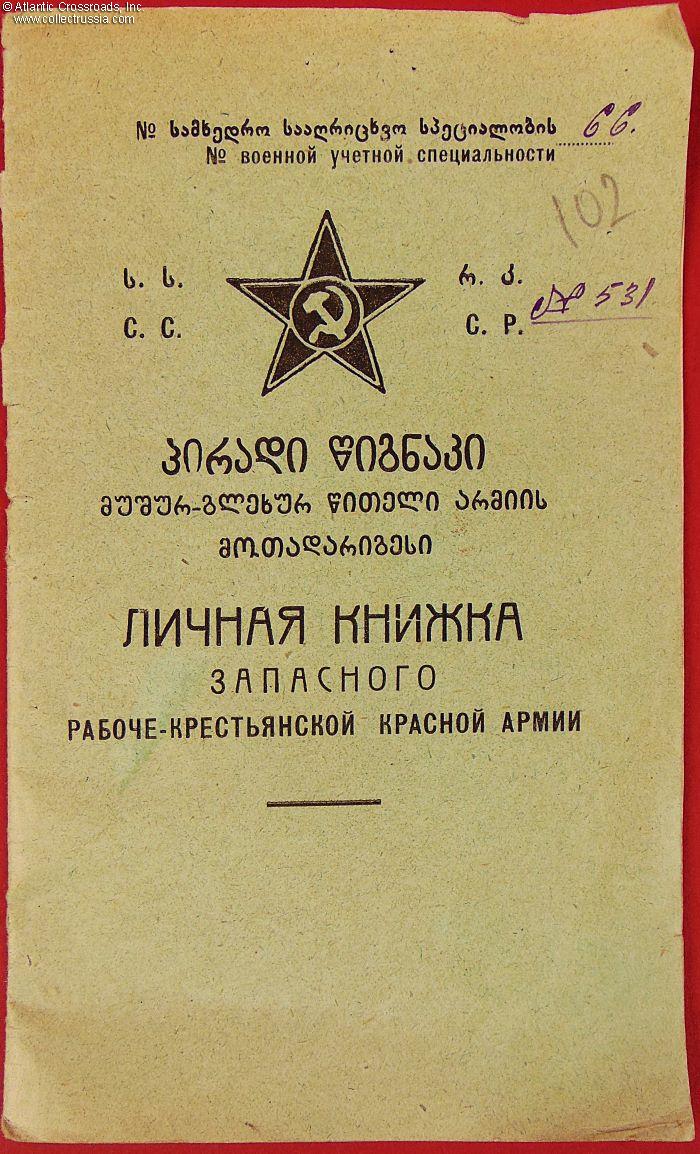 © Atlantic Crossroads, Inc.
www.collectrussia.com
№ სამხედრო სააღრიცხვო სპეციალობის 66.
№ военной учетной специальности
102
ს. ს. რ. კ.
С. С. С. Р.
№ 531
პირადი წიგნაკი
მუშურ-გლეხურ წითელი არმიის
მოთადარიგესი
ЛИЧНАЯ КНИЖКА
ЗАПАСНОГО
РАБОЧЕ-КРЕСТЬЯНСКОЙ КРАСНОЙ АРМИИ